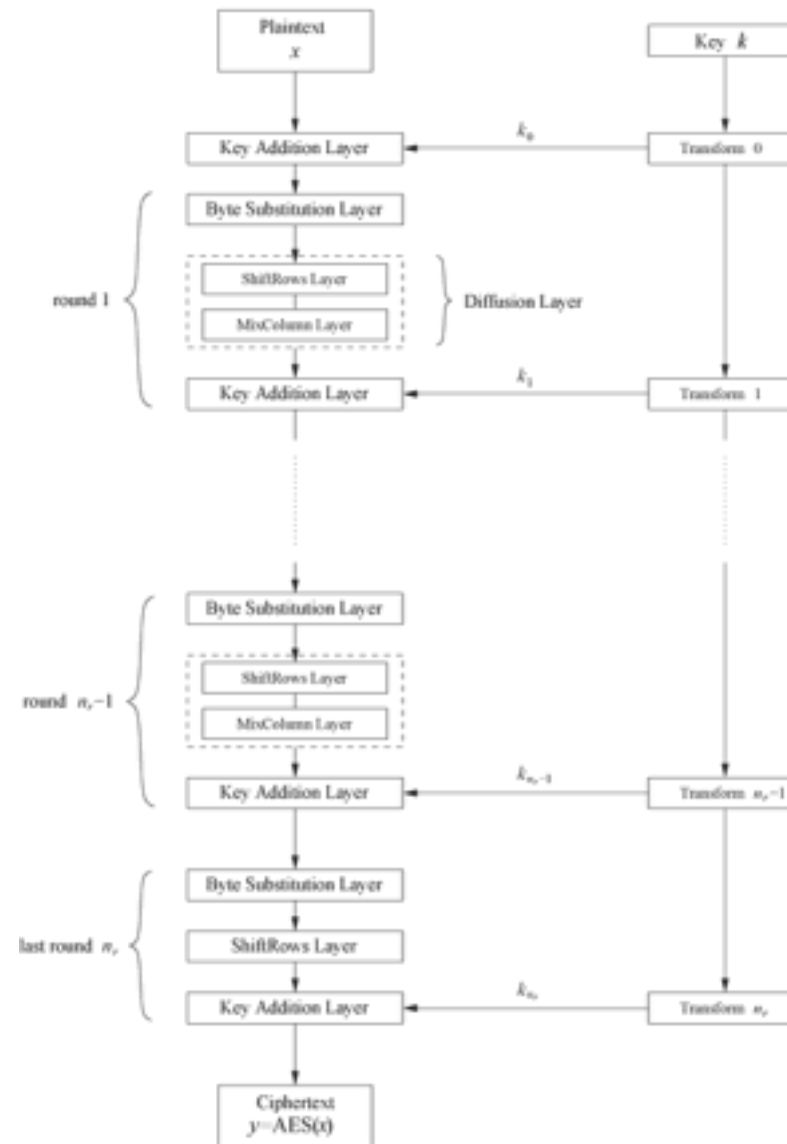 Plaintext
x
Key k
Key Addition Layer
k₀
Transform 0
Byte Substitution Layer
round 1
ShiftRows Layer
MixColumn Layer
Diffusion Layer
Key Addition Layer
k₁
Transform 1
Byte Substitution Layer
round nᵣ−1
ShiftRows Layer
MixColumn Layer
Key Addition Layer
kₙᵣ₋₁
Transform nᵣ−1
Byte Substitution Layer
last round nᵣ
ShiftRows Layer
Key Addition Layer
kₙᵣ
Transform nᵣ
Ciphertext
y=AES(x)